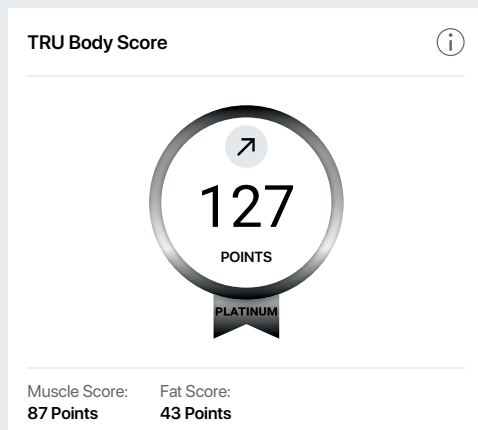 TRU Body Score
127
POINTS
PLATINUM
Muscle Score: Fat Score:
87 Points 43 Points